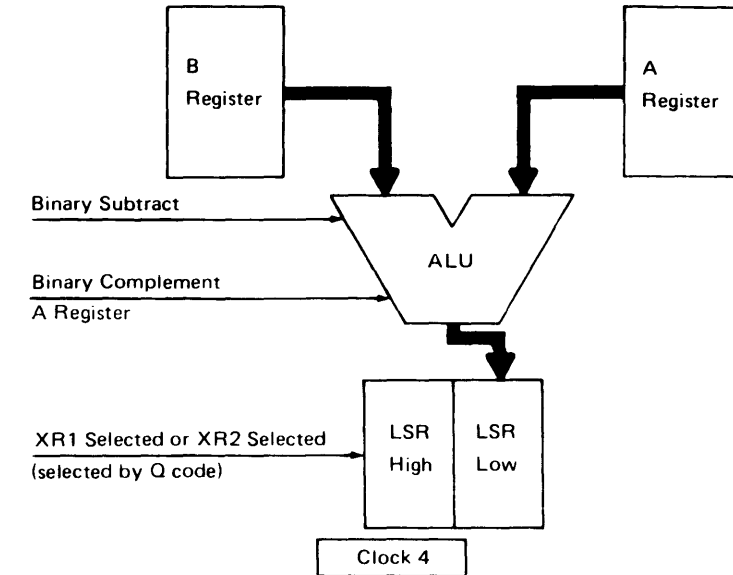 B
Register
A
Register
Binary Subtract
ALU
Binary Complement
A Register
XR1 Selected or XR2 Selected
(selected by Q code)
LSR
High
LSR
Low
Clock 4